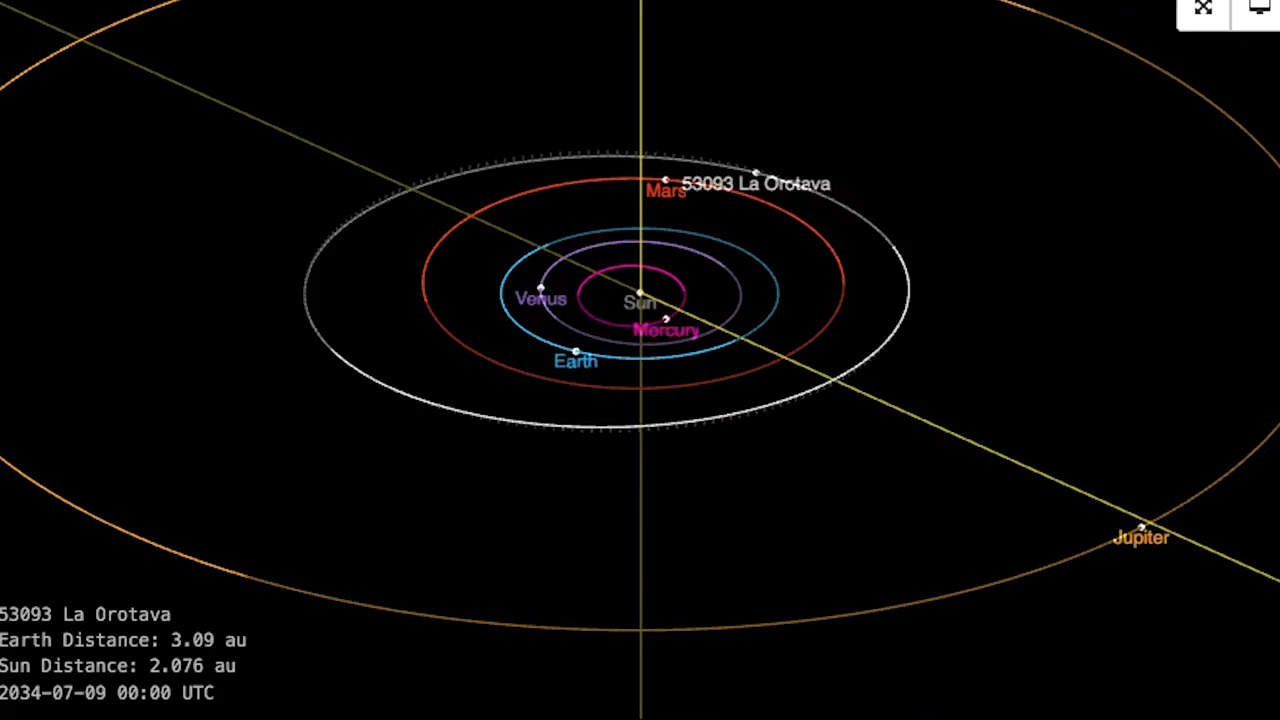 53093 La Orotava
Mars
Venus
Sun
Mercury
Earth
Jupiter
53093 La Orotava
Earth Distance: 3.09 au
Sun Distance: 2.076 au
2034-07-09 00:00 UTC